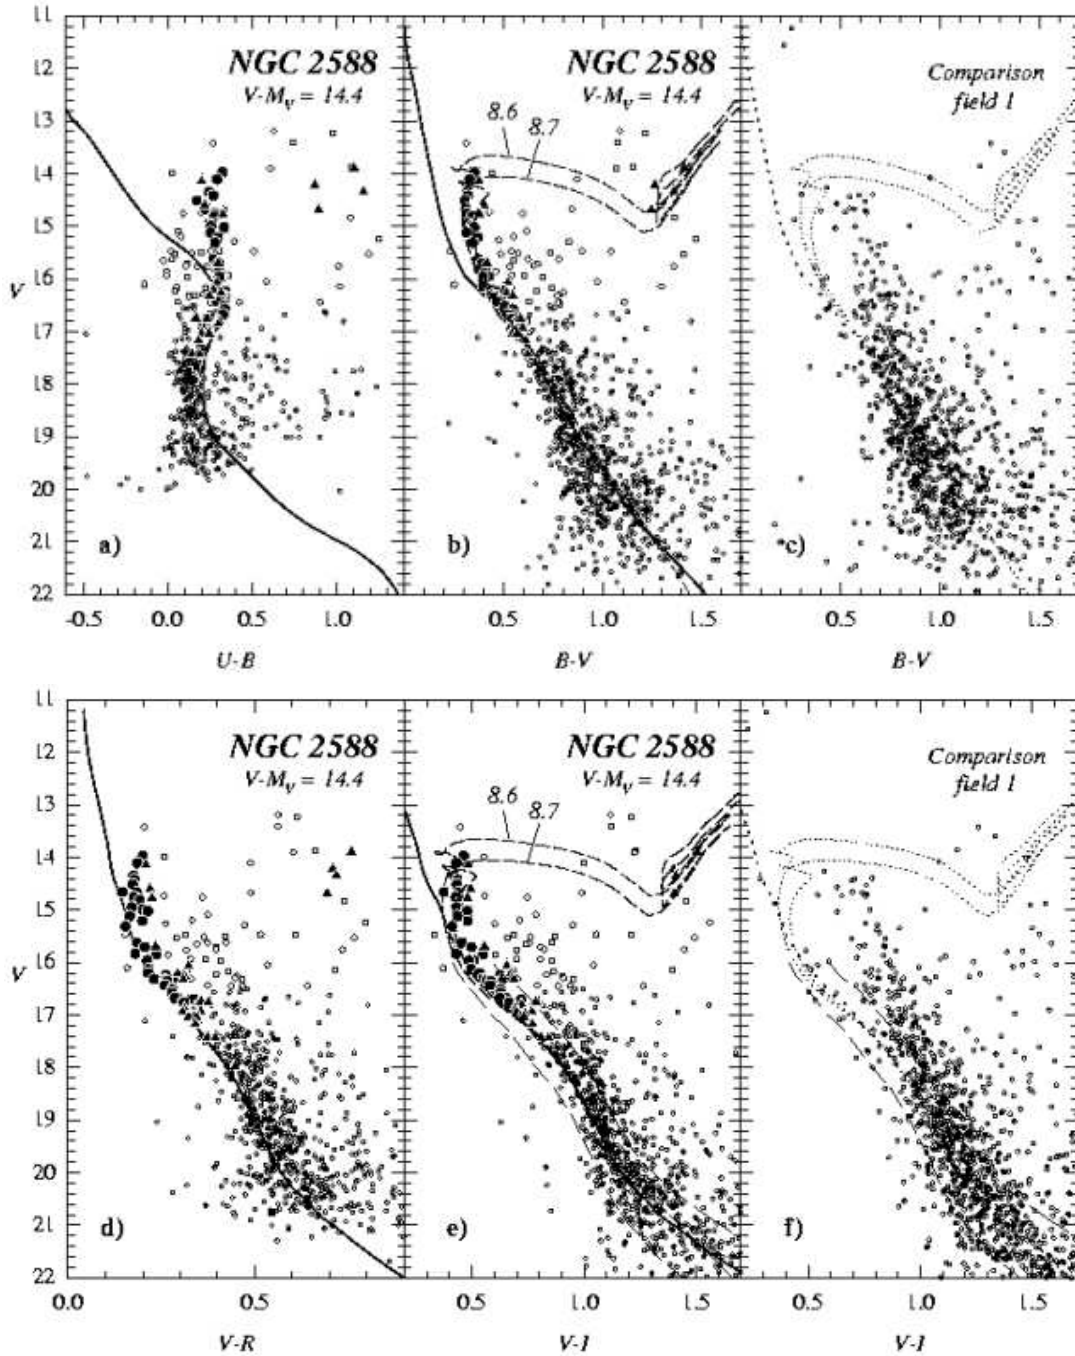 11
12
13
14
15
16
17
18
19
20
21
22
V
NGC 2588
V-MV = 14.4
a)
-0.5 0.0 0.5 1.0
U-B
NGC 2588
V-MV = 14.4
8.6
8.7
b)
0.5 1.0 1.5
B-V
Comparison
field 1
c)
0.5 1.0 1.5
B-V
11
12
13
14
15
16
17
18
19
20
21
22
V
NGC 2588
V-MV = 14.4
d)
0.0 0.5
V-R
NGC 2588
V-MV = 14.4
8.6
8.7
e)
0.5 1.0 1.5
V-I
Comparison
field 1
f)
0.5 1.0 1.5
V-I